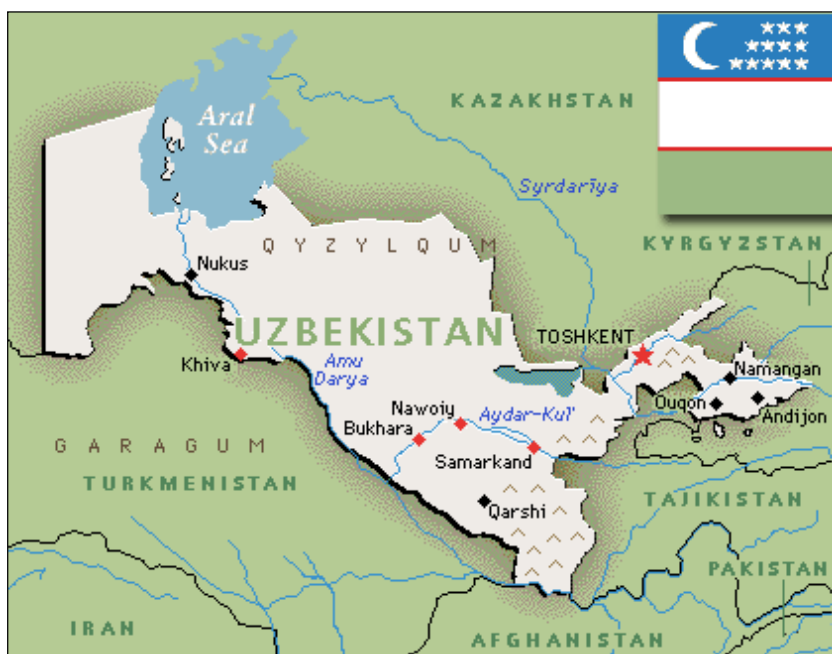 KAZAKHSTAN
Aral
Sea
Syrdarīya
QYZYLQUM
KYRGYZSTAN
Nukus
UZBEKISTAN
TOSHKENT
Khiva
Amu
Darya
Namangan
Nawoiy
Aydar-Kul'
Quqon
Andijon
Bukhara
GARAGUM
Samarkand
TURKMENISTAN
Qarshi
TAJIKISTAN
PAKISTAN
IRAN
AFGHANISTAN